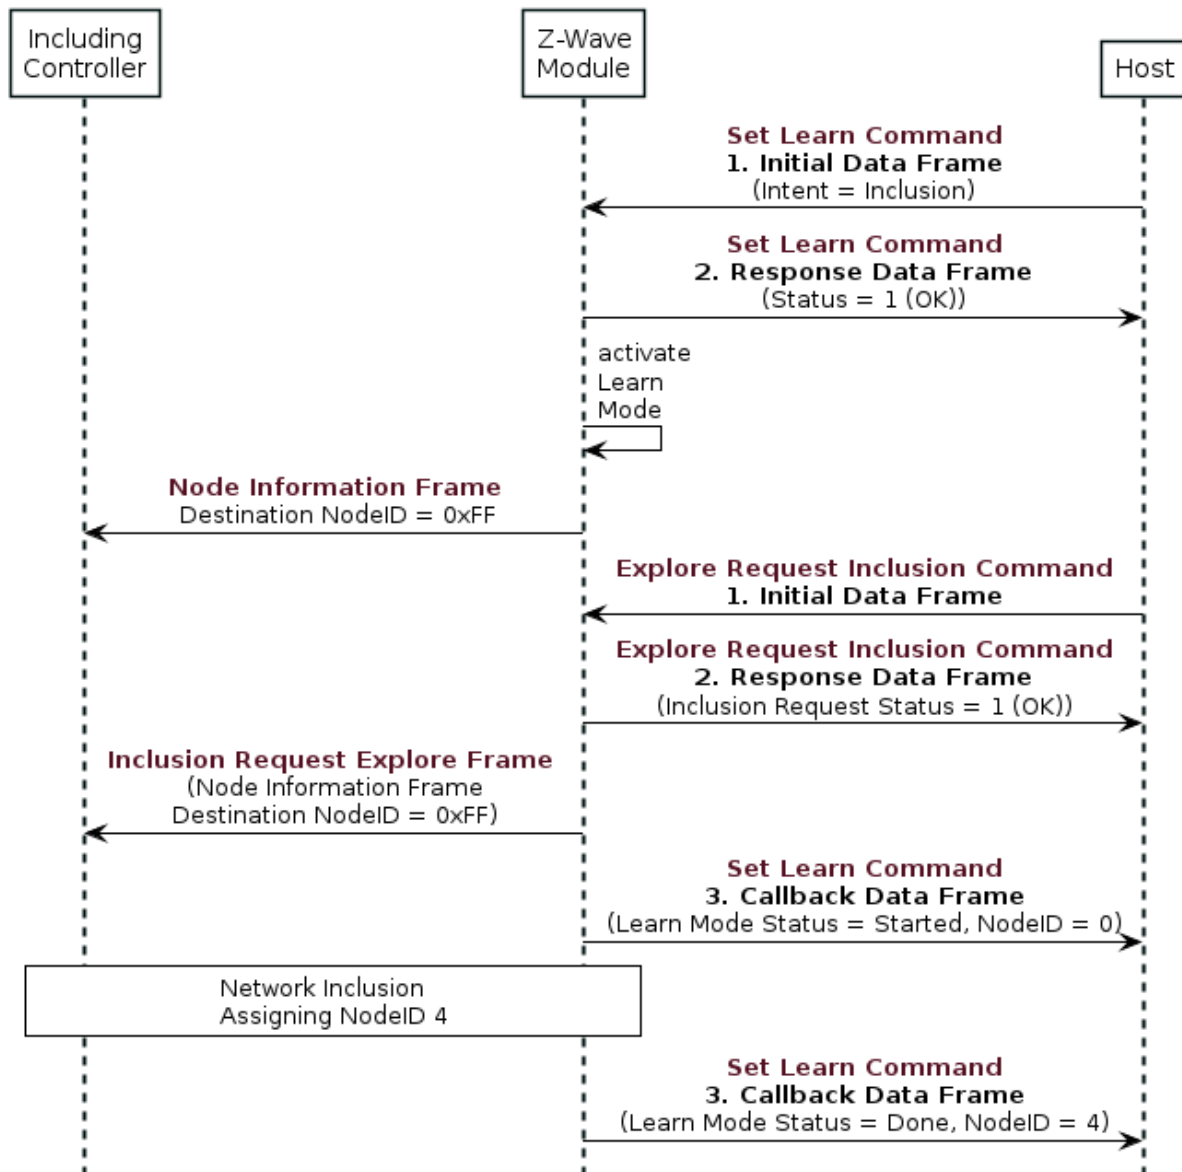 Including
Controller
Z-Wave
Module
Host
Set Learn Command
1. Initial Data Frame
(Intent = Inclusion)
Set Learn Command
2. Response Data Frame
(Status = 1 (OK))
activate
Learn
Mode
Node Information Frame
Destination NodeID = 0xFF
Explore Request Inclusion Command
1. Initial Data Frame
Explore Request Inclusion Command
2. Response Data Frame
(Inclusion Request Status = 1 (OK))
Inclusion Request Explore Frame
(Node Information Frame
Destination NodeID = 0xFF)
Set Learn Command
3. Callback Data Frame
(Learn Mode Status = Started, NodeID = 0)
Network Inclusion
Assigning NodeID 4
Set Learn Command
3. Callback Data Frame
(Learn Mode Status = Done, NodeID = 4)